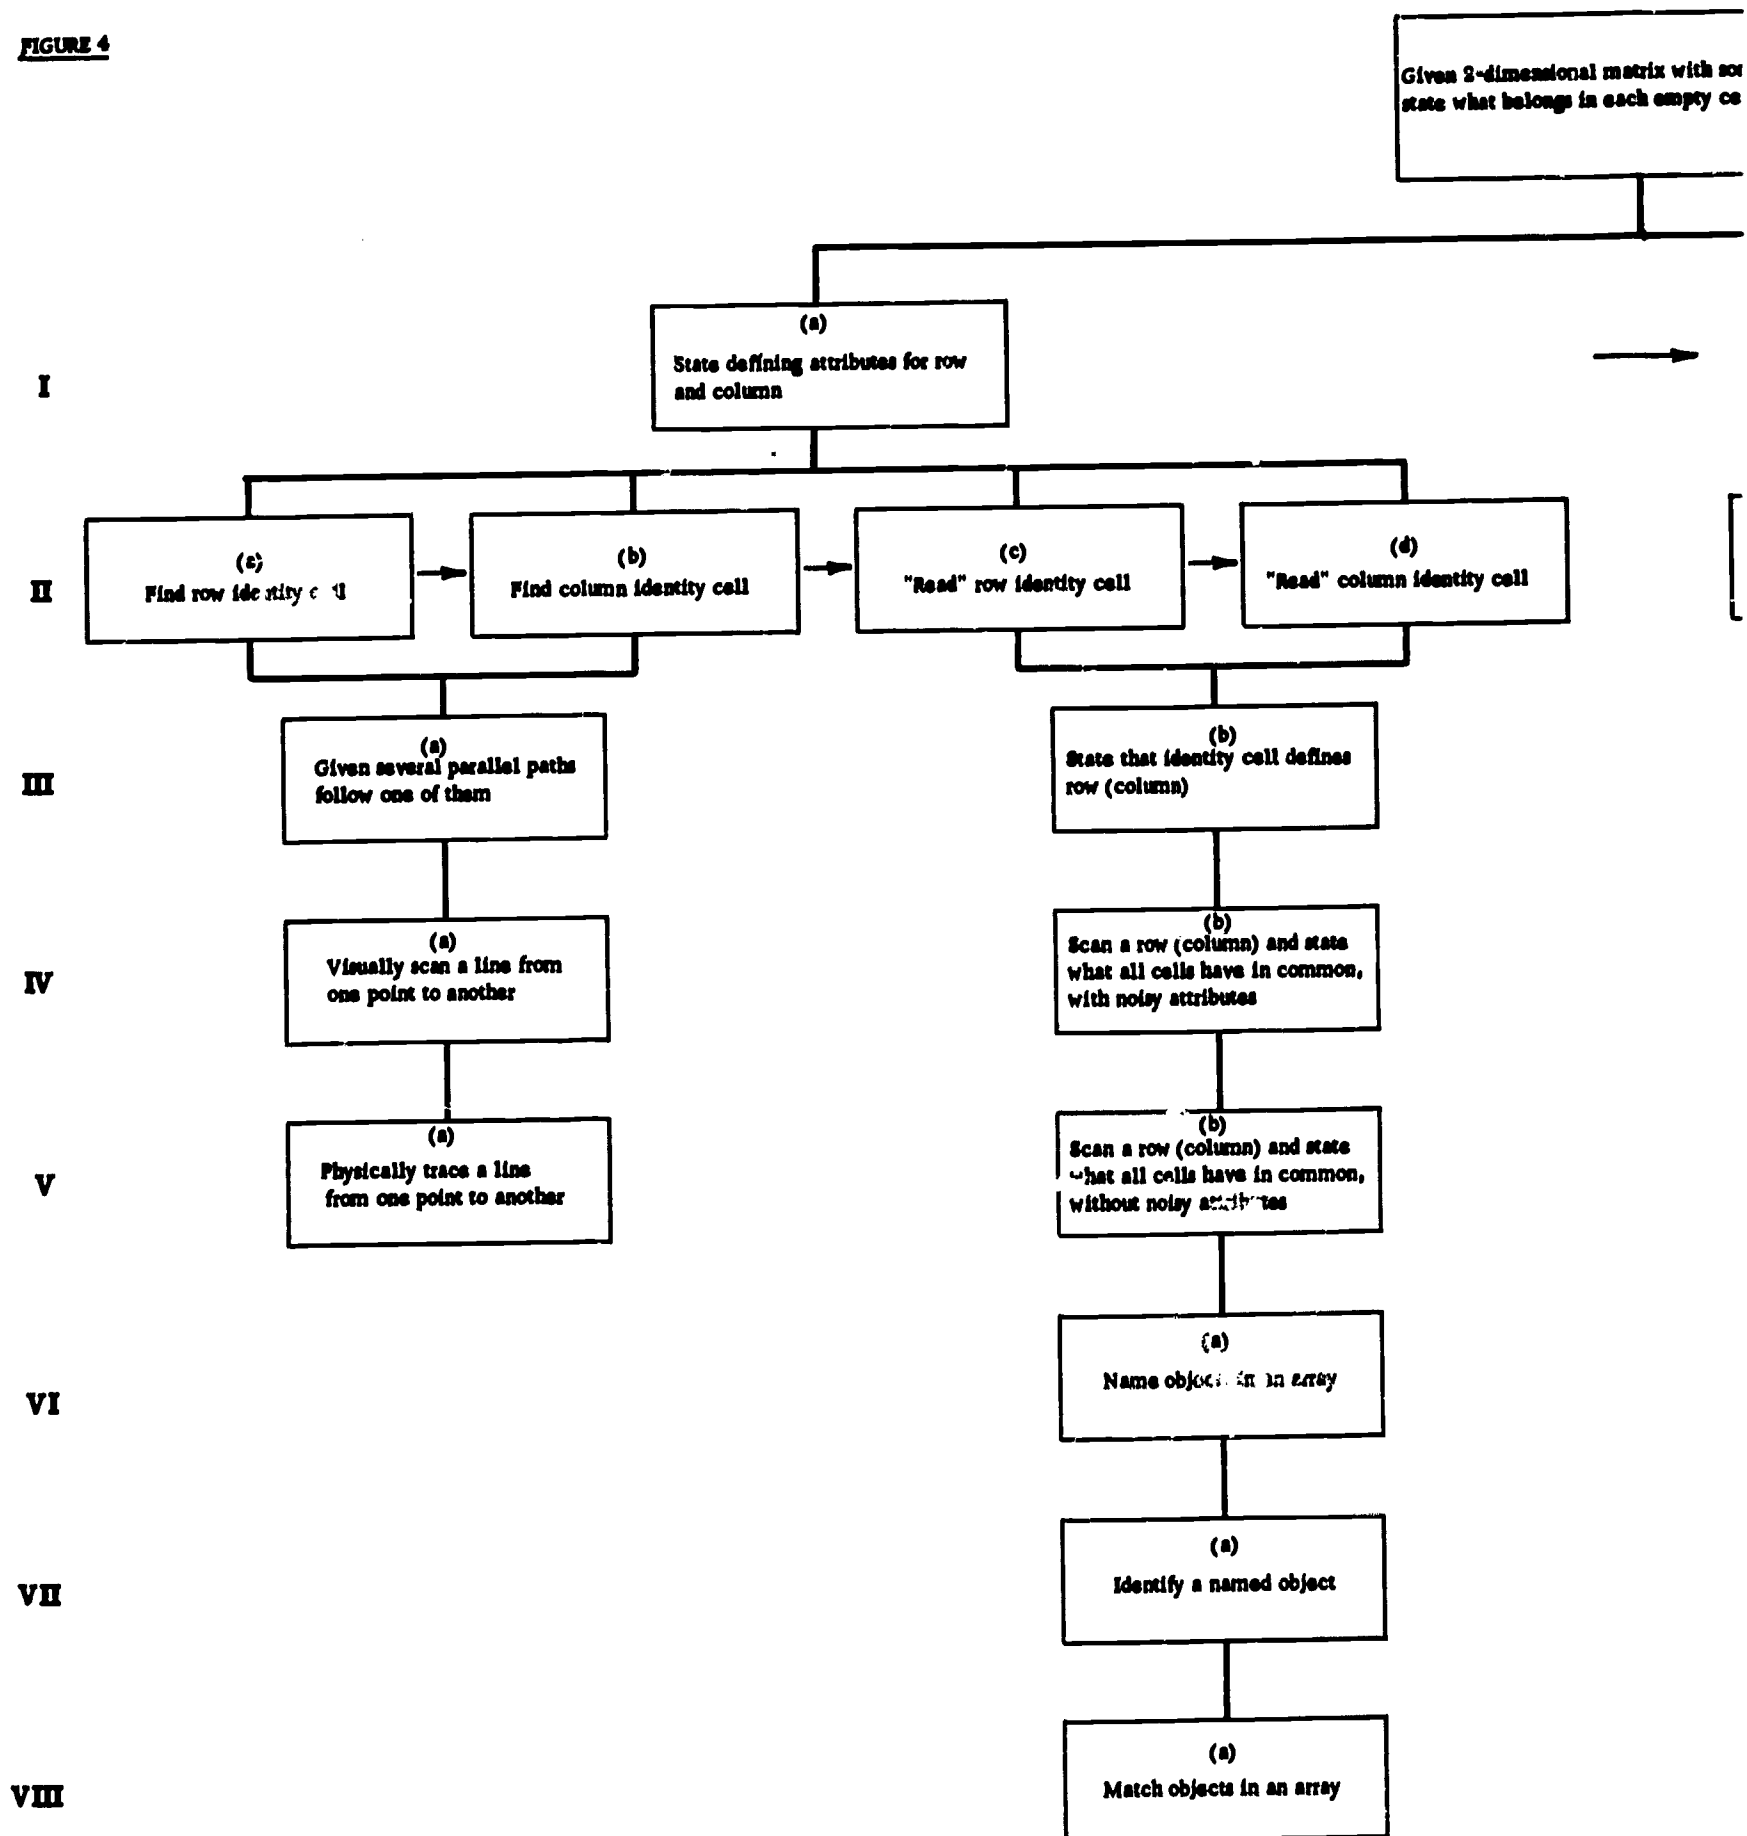 FIGURE 4
Given 2-dimensional matrix with
state what belongs in each empty
I
(a)
State defining attributes for row
and column
II
Find row
(b)
Find column identity cell
(c)
"Read" row identity cell
(d)
"Read" column identity cell
III
(a)
Given several parallel paths
follow one of them
(b)
State that identity cell defines
row (column)
IV
(a)
Visually scan a line from
one point to another
(b)
Scan a row (column) and state
what all cells have in common,
with noisy attributes
V
(a)
Physically trace a line
from one point to another
(b)
Scan a row (column) and state
what all cells have in common,
without noisy attributes
VI
(a)
Name in an array
VII
(a)
Identify a named object
VIII
(a)
Match objects in an array